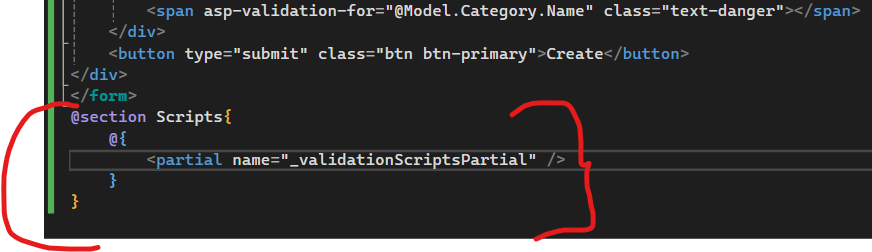 <span asp-validation-for="@Model.Category.Name" class="text-danger"></span>
</div>
<button type="submit" class="btn btn-primary">Create</button>
</div>
</form>
@section Scripts{
@{
<partial name="_validationScriptsPartial" />
}
}